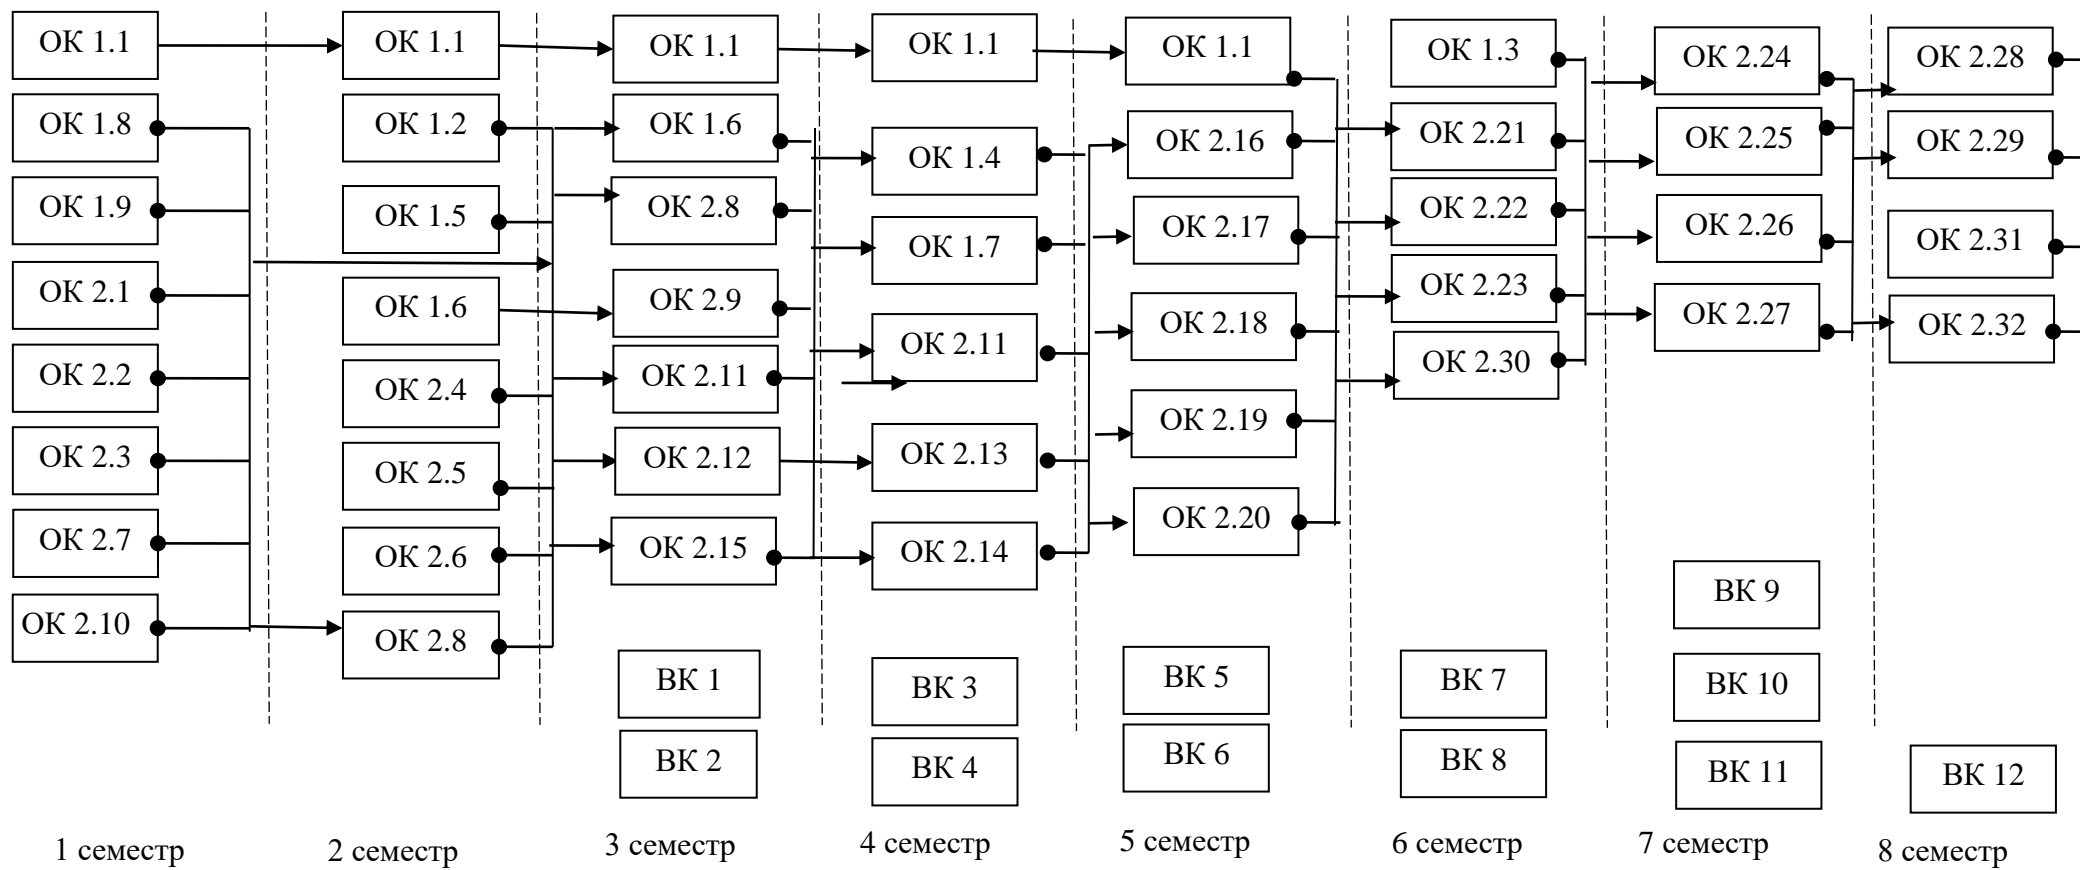 ОК 1.1
ОК 1.8
ОК 1.9
ОК 2.1
ОК 2.2
ОК 2.3
ОК 2.7
ОК 2.10
1 семестр
ОК 1.1
ОК 1.2
ОК 1.5
ОК 1.6
ОК 2.4
ОК 2.5
ОК 2.6
ОК 2.8
2 семестр
ОК 1.1
ОК 1.6
ОК 2.8
ОК 2.9
ОК 2.11
ОК 2.12
ОК 2.15
ВК 1
ВК 2
3 семестр
ОК 1.1
ОК 1.4
ОК 1.7
ОК 2.11
ОК 2.13
ОК 2.14
ВК 3
ВК 4
4 семестр
ОК 1.1
ОК 2.16
ОК 2.17
ОК 2.18
ОК 2.19
ОК 2.20
ВК 5
ВК 6
5 семестр
ОК 1.3
ОК 2.21
ОК 2.22
ОК 2.23
ОК 2.30
ВК 7
ВК 8
6 семестр
ОК 2.24
ОК 2.25
ОК 2.26
ОК 2.27
ВК 9
ВК 10
ВК 11
7 семестр
ОК 2.28
ОК 2.29
ОК 2.31
ОК 2.32
ВК 12
8 семестр